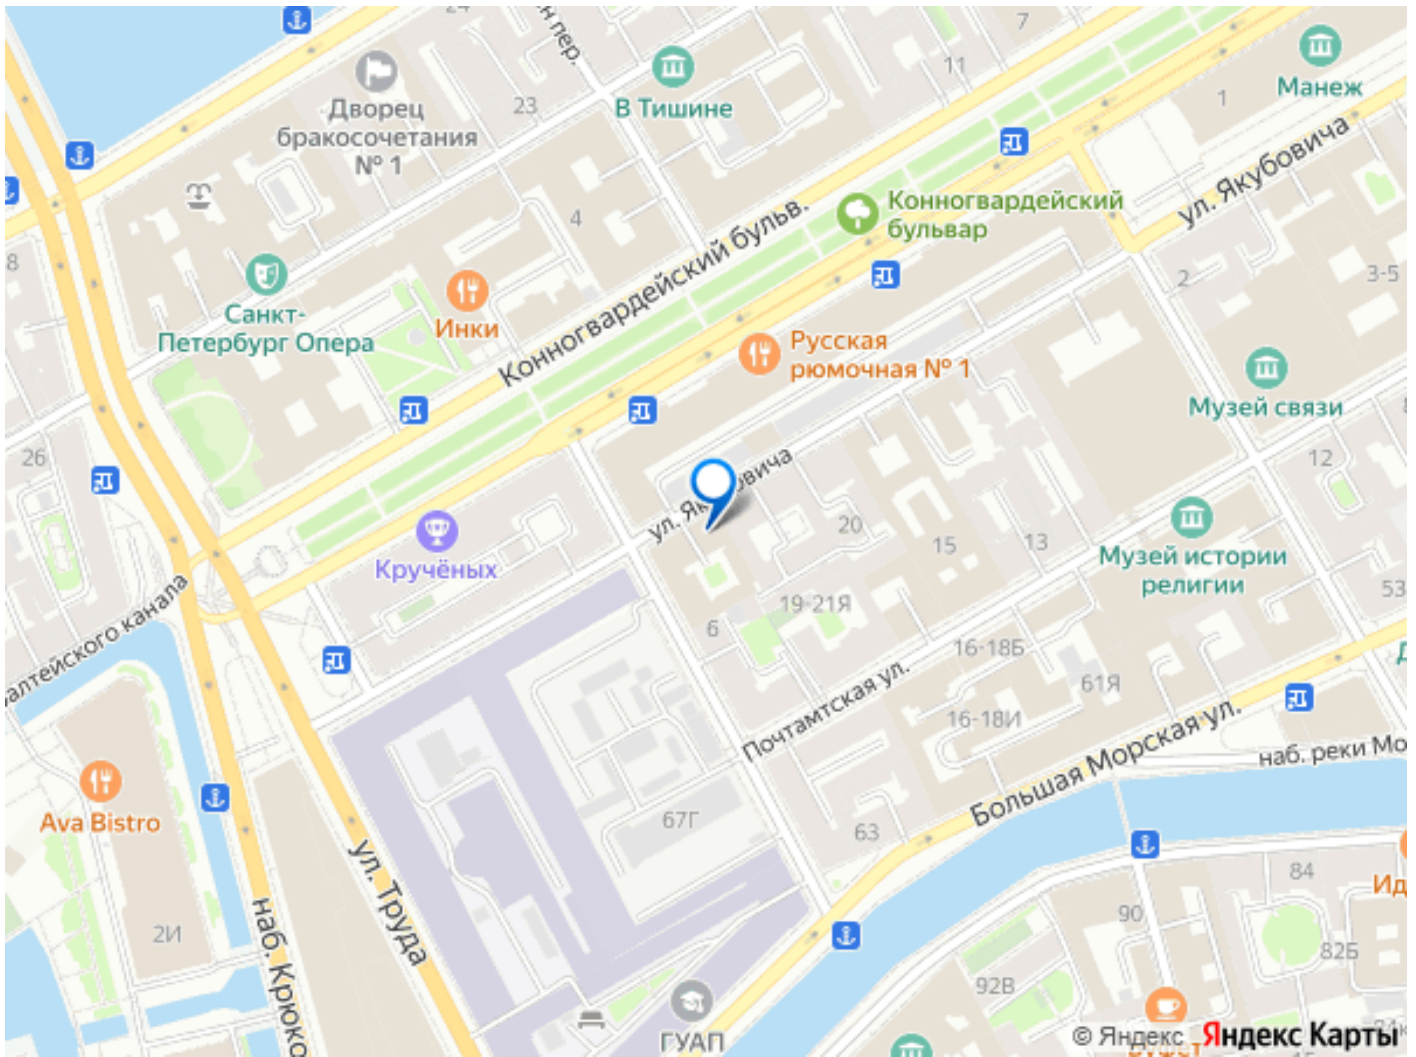 24
н пер.
7
11
Манеж
1
Дворец
бракосочетания
№ 1
23
В Тишине
ул. Якубовича
4
Конногвардейский бульв.
Конногвардейский
бульвар
8
2
3-5
Санкт-
Петербург Опера
Инки
Русская
рюмочная № 1
Музей связи
26
12
20
15
13
Кручёных
Музей истории
религии
53
19-21Я
6
16-18Б
61Я
16-18И
Почтамтская ул.
Большая Морская ул.
наб. реки Мо
алтейского канала
Ava Bistro
67Г
63
ул. Труда
84
Ид
90
2И
наб. Крюко
82Б
92В
ГУАП
© Яндекс
Яндекс Карты